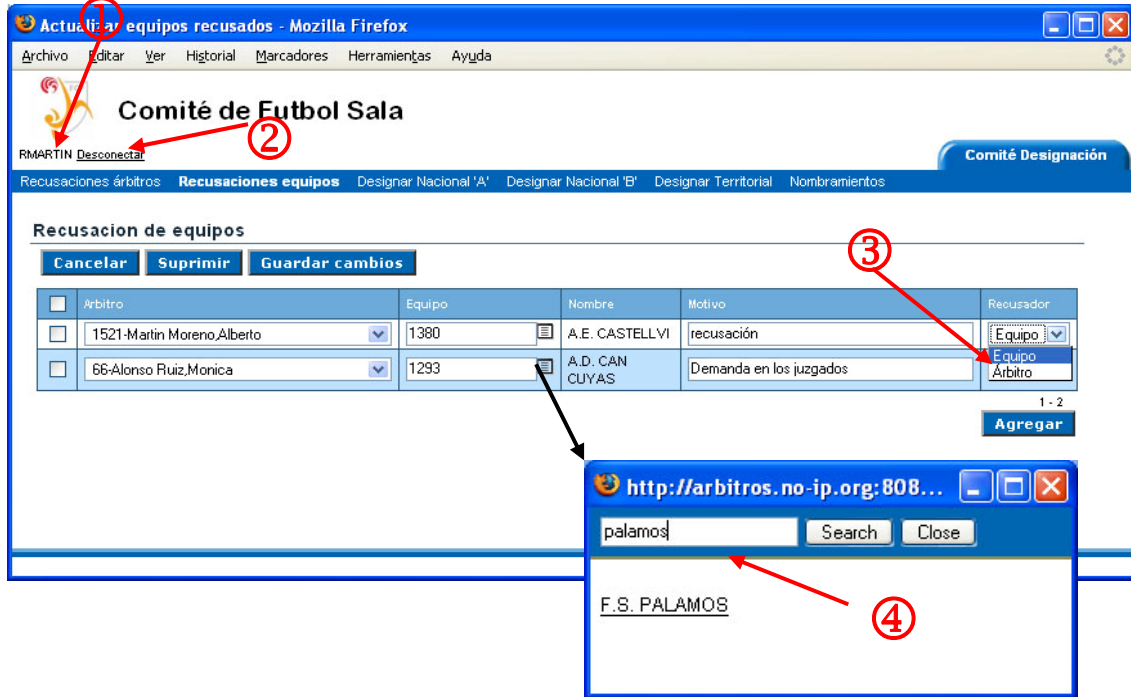 Actualizar equipos recusados - Mozilla Firefox
Archivo Editar Ver Historial Marcadores Herramientas Ayuda
①
Comité de Futbol Sala
②
RMARTIN Desconectar
Comité Designación
Recusaciones árbitros Recusaciones equipos Designar Nacional 'A' Designar Nacional 'B' Designar Territorial Nombramientos
Recusacion de equipos
③
Cancelar Suprimir Guardar cambios
Arbitro Equipo Nombre Motivo Recusador
1521-Martin Moreno,Alberto 1380 A.E. CASTELLVI recusación Equipo
Equipo
Árbitro
66-Alonso Ruiz,Monica 1293 A.D. CAN CUYAS Demanda en los juzgados
1 - 2
Agregar
http://arbitros.no-ip.org:808...
palamos Search Close
F.S. PALAMOS
④